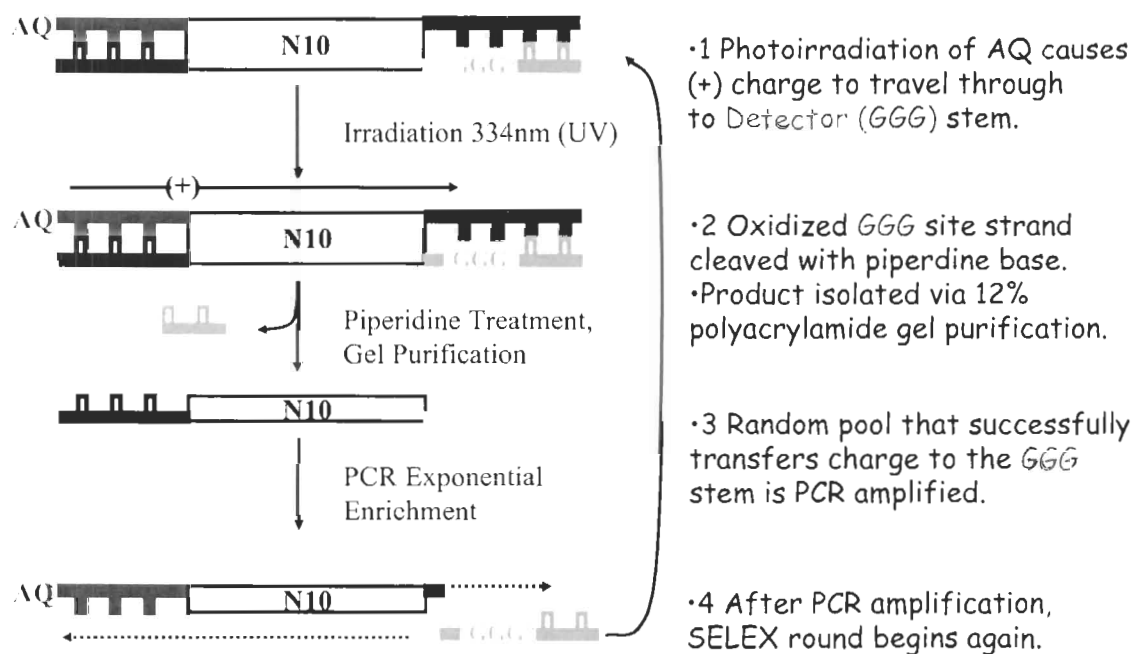 AQ
N10
GGG
Irradiation 334nm (UV)
(+)
AQ
N10
GGG
Piperidine Treatment,
Gel Purification
N10
PCR Exponential
Enrichment
AQ
N10
GGG
•1 Photoirradiation of AQ causes
(+) charge to travel through
to Detector (GGG) stem.
•2 Oxidized GGG site strand
cleaved with piperdine base.
•Product isolated via 12%
polyacrylamide gel purification.
•3 Random pool that successfully
transfers charge to the GGG
stem is PCR amplified.
•4 After PCR amplification,
SELEX round begins again.